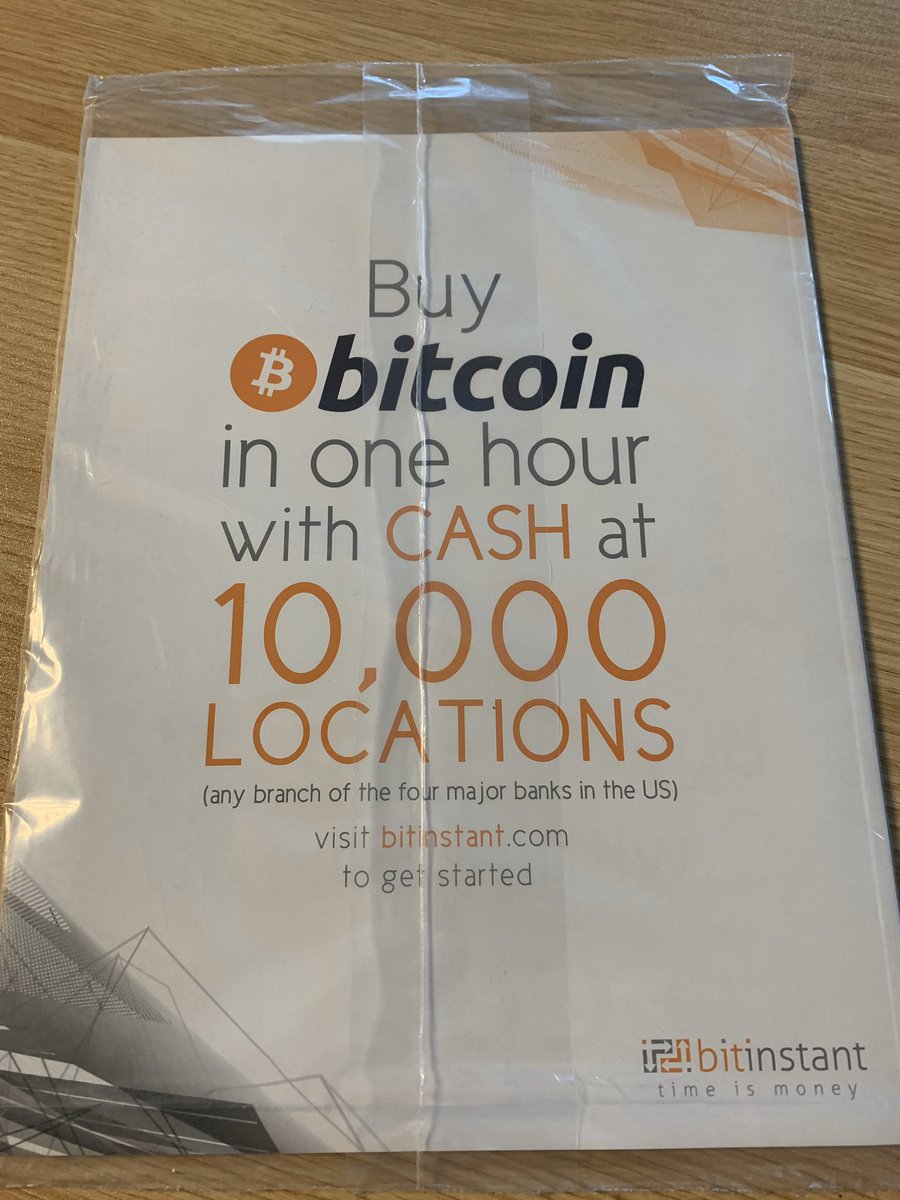 Buy
bitcoin
in one hour
with CASH at
10,000
LOCATIONS
(any branch of the four major banks in the US)
visit bitinstant.com
to get started
bitinstant
time is money